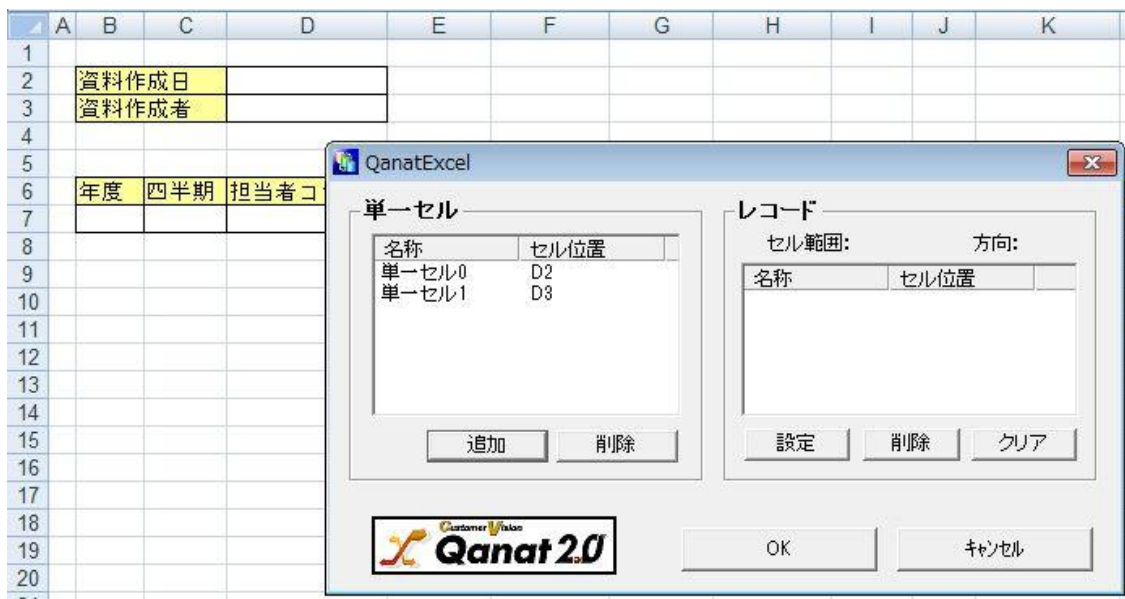 A B C D E F G H I J K
1
2 資料作成日
3 資料作成者
4
5
6 年度 四半期 担当者コ
7
8
9
10
11
12
13
14
15
16
17
18
19
20
QanatExcel
単一セル
名称 セル位置
単一セル0 D2
単一セル1 D3
追加 削除
レコード
セル範囲: 方向:
名称 セル位置
設定 削除 クリア
Customer Vision
Qanat 2.0
OK キャンセル